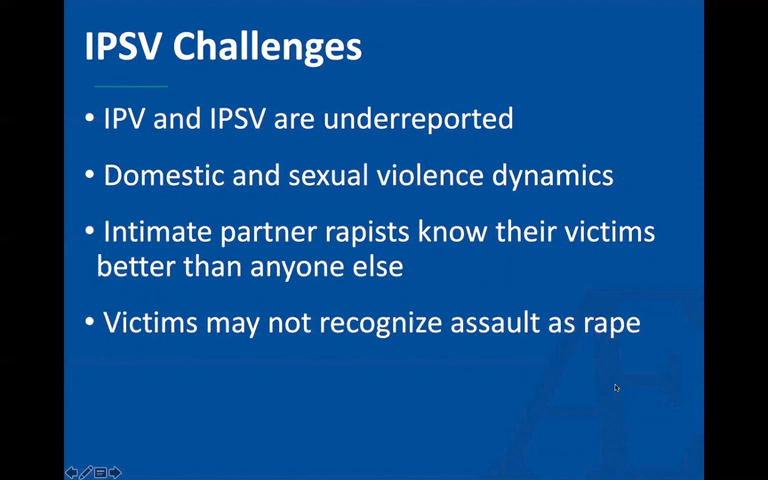 IPSV Challenges
• IPV and IPSV are underreported
• Domestic and sexual violence dynamics
• Intimate partner rapists know their victims
better than anyone else
• Victims may not recognize assault as rape